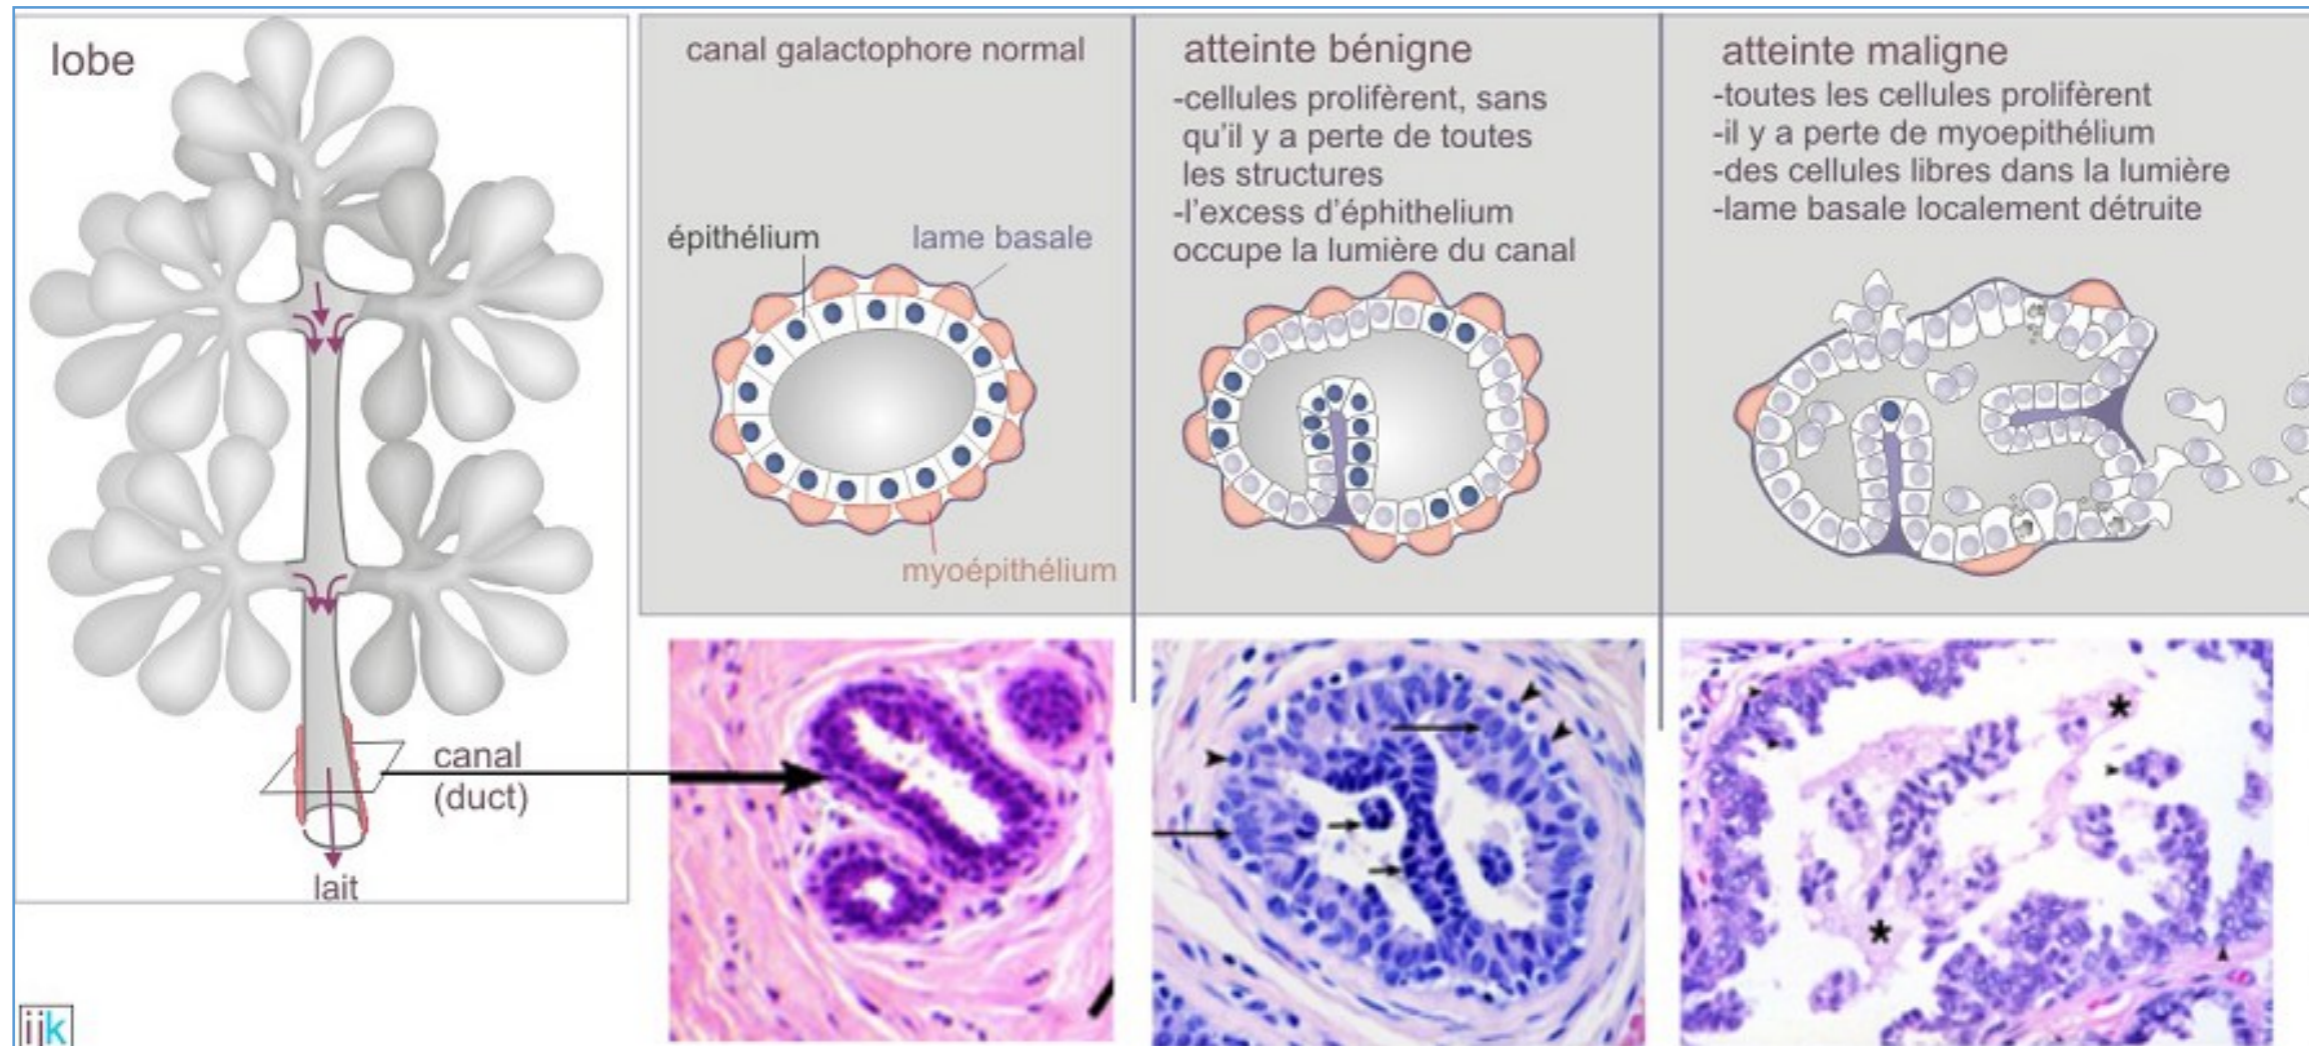 lobe
canal
(duct)
lait
canal galactophore normal
épithélium
lame basale
myoépithélium
atteinte bénigne
-cellules prolifèrent, sans
qu'il y a perte de toutes
les structures
-l'excess d'éphithelium
occupe la lumière du canal
atteinte maligne
-toutes les cellules prolifèrent
-il y a perte de myoepithélium
-des cellules libres dans la lumière
-lame basale localement détruite
*
*
ijk